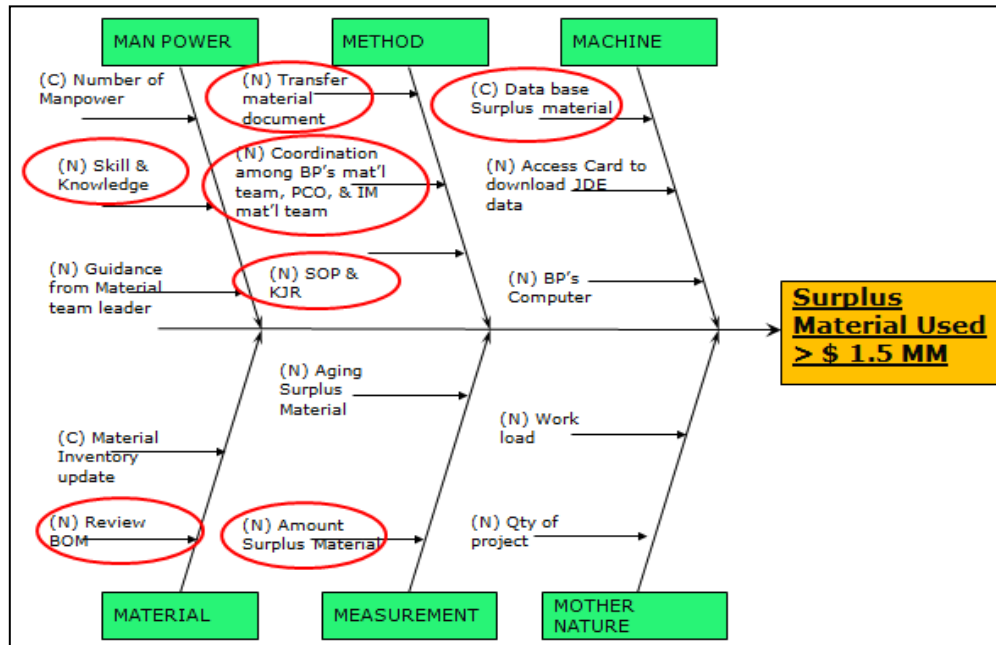 MAN POWER
METHOD
MACHINE
(C) Number of
Manpower
(N) Transfer
material
document
(C) Data base
Surplus material
(N) Skill &
Knowledge
(N) Coordination
among BP's mat'l
team, PCO, & IM
mat'l team
(N) Access Card to
download JDE
data
(N) Guidance
from Material
team leader
(N) SOP &
KJR
(N) BP's
Computer
Surplus
Material Used
> $ 1.5 MM
(N) Aging
Surplus
Material
(N) Work
load
(C) Material
Inventory
update
(N) Review
BOM
(N) Amount
Surplus Material
(N) Qty of
project
MATERIAL
MEASUREMENT
MOTHER
NATURE